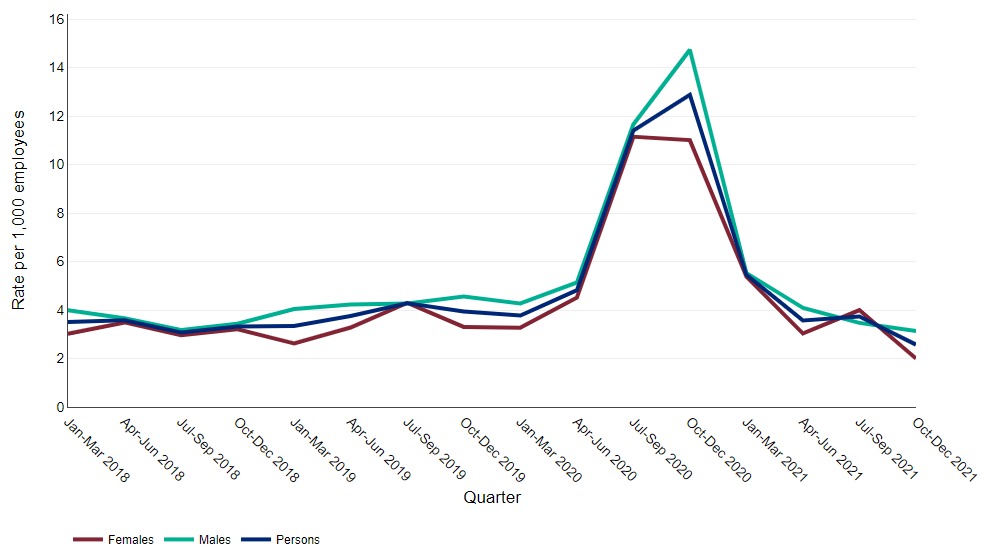 16
14
12
10
8
6
4
2
0
Rate per 1,000 employees
Jan-Mar 2018
Apr-Jun 2018
Jul-Sep 2018
Oct-Dec 2018
Jan-Mar 2019
Apr-Jun 2019
Jul-Sep 2019
Oct-Dec 2019
Jan-Mar 2020
Apr-Jun 2020
Jul-Sep 2020
Oct-Dec 2020
Jan-Mar 2021
Apr-Jun 2021
Jul-Sep 2021
Oct-Dec 2021
Quarter
Females Males Persons